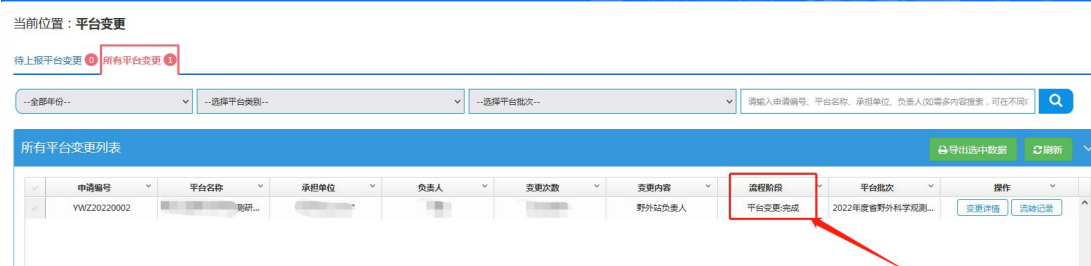 当前位置：平台变更
待上报平台变更 0 所有平台变更 1
--全部年份-- --选择平台类别-- --选择平台批次-- 请输入申请编号、平台名称、承担单位、负责人(如需多内容搜索，可在不同
所有平台变更列表 导出选中数据 刷新
申请编号 平台名称 承担单位 负责人 变更次数 变更内容 流程阶段 平台批次 操作
YWZ20220002 测研... 野外站负责人 平台变更:完成 2022年度省野外科学观测... 变更详情 流转记录